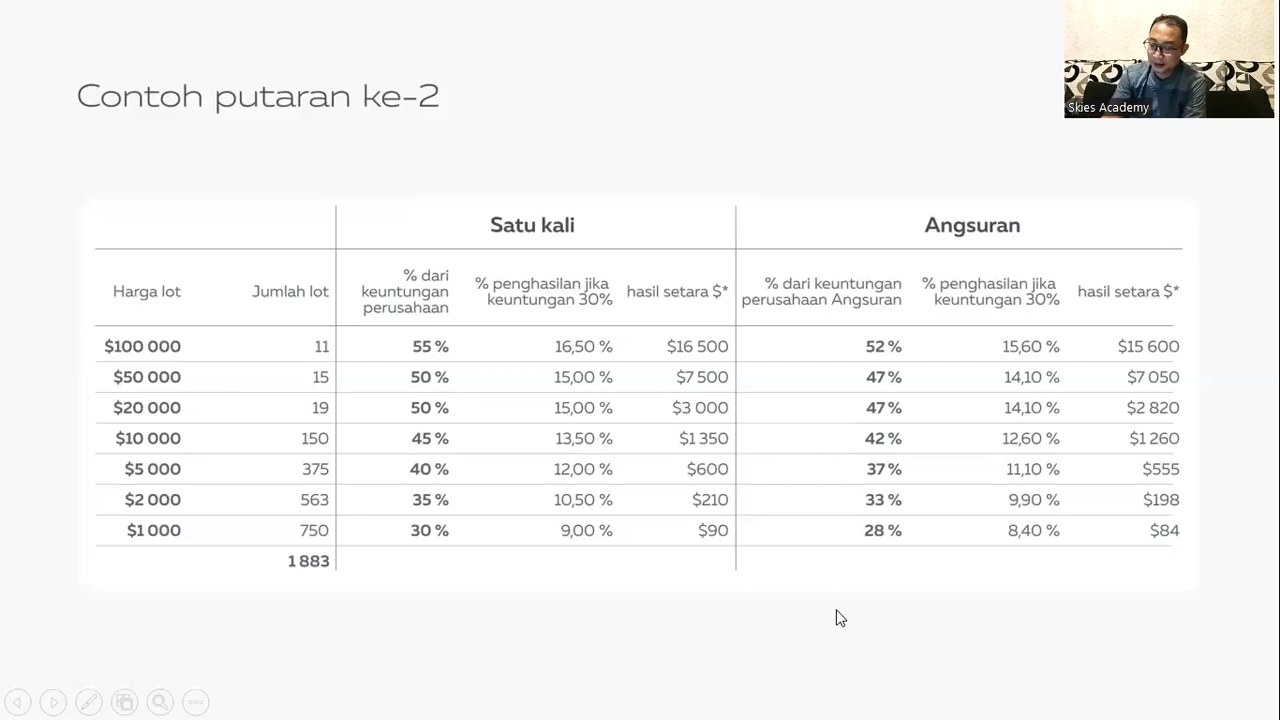 Skies Academy
Contoh putaran ke-2
Satu kali Angsuran
Harga lot Jumlah lot % dari keuntungan perusahaan % penghasilan jika keuntungan 30% hasil setara $* % dari keuntungan perusahaan Angsuran % penghasilan jika keuntungan 30% hasil setara $*
$100 000 11 55 % 16,50 % $16 500 52 % 15,60 % $15 600
$50 000 15 50 % 15,00 % $7 500 47 % 14,10 % $7 050
$20 000 19 50 % 15,00 % $3 000 47 % 14,10 % $2 820
$10 000 150 45 % 13,50 % $1 350 42 % 12,60 % $1 260
$5 000 375 40 % 12,00 % $600 37 % 11,10 % $555
$2 000 563 35 % 10,50 % $210 33 % 9,90 % $198
$1 000 750 30 % 9,00 % $90 28 % 8,40 % $84
1 883